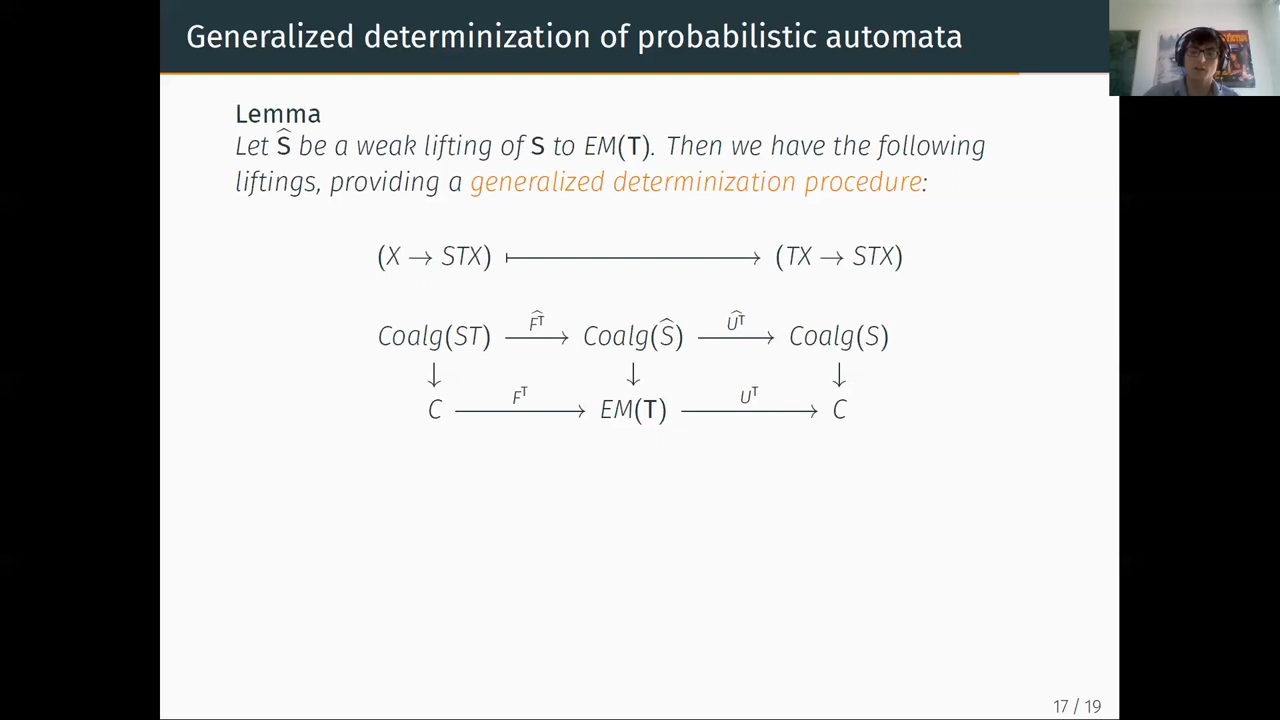 Generalized determinization of probabilistic automata
Lemma
Let Ŝ be a weak lifting of S to EM(T). Then we have the following
liftings, providing a generalized determinization procedure:
(X → STX) ⟼ (TX → STX)
Coalg(ST) →F̂ᵀ Coalg(Ŝ) →Ûᵀ Coalg(S)
↓ ↓ ↓
C →Fᵀ EM(T) →Uᵀ C
17 / 19